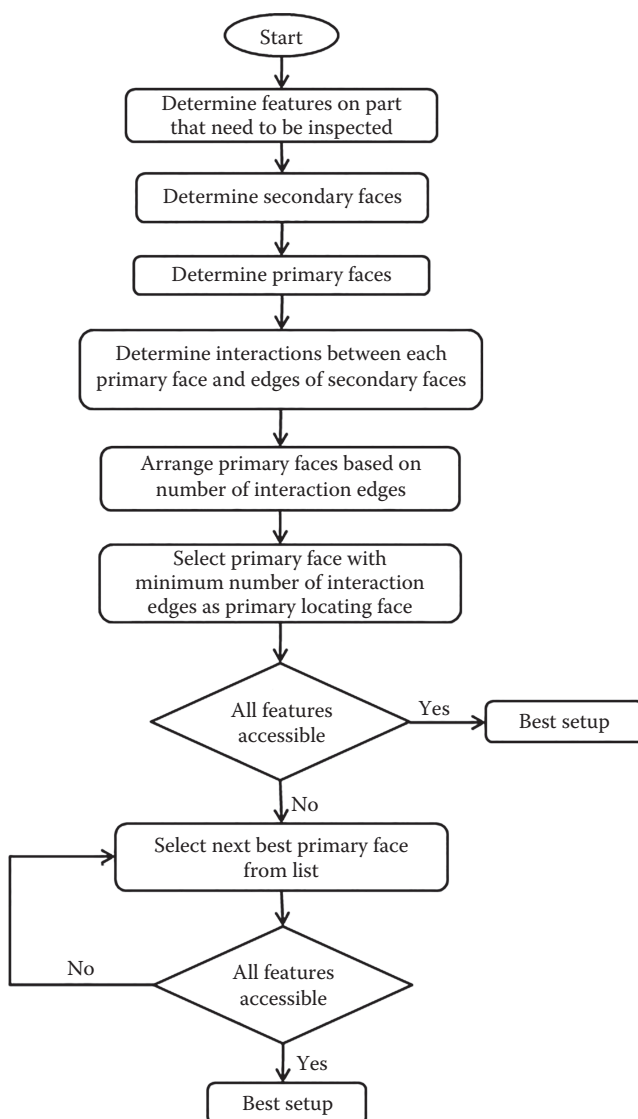 Start
Determine features on part
that need to be inspected
Determine secondary faces
Determine primary faces
Determine interactions between each
primary face and edges of secondary faces
Arrange primary faces based on
number of interaction edges
Select primary face with
minimum number of interaction
edges as primary locating face
All features
accessible
Yes
Best setup
No
Select next best primary face
from list
No
All features
accessible
Yes
Best setup